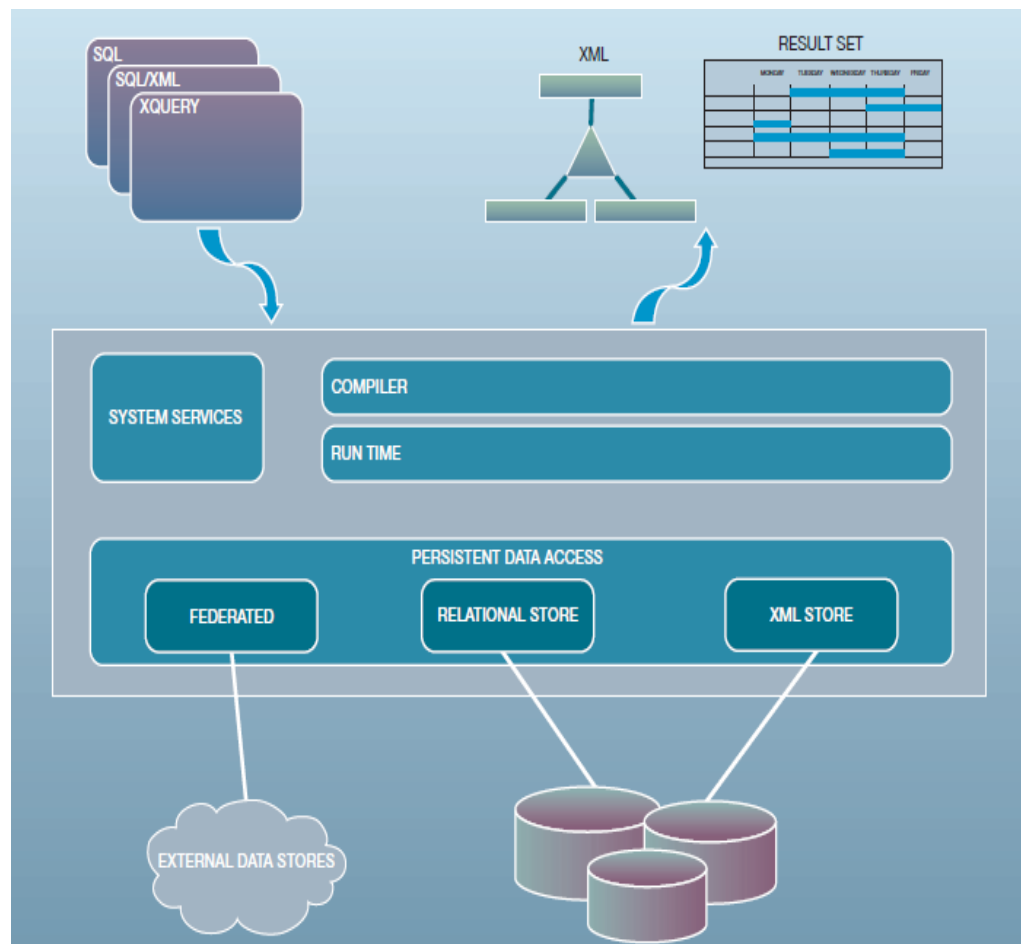 SQL
SQL/XML
XQUERY
XML
RESULT SET
MONDAY TUESDAY WEDNESDAY THURSDAY FRIDAY
SYSTEM SERVICES
COMPILER
RUN TIME
PERSISTENT DATA ACCESS
FEDERATED
RELATIONAL STORE
XML STORE
EXTERNAL DATA STORES